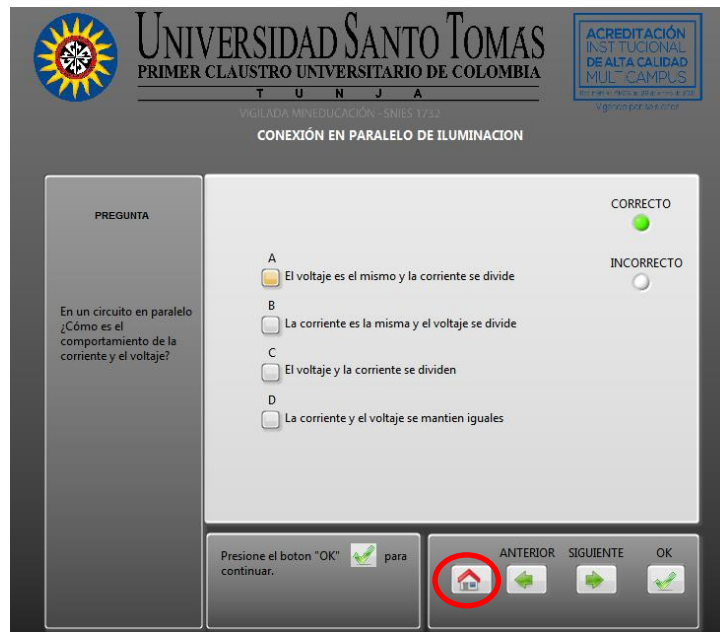 UNIVERSIDAD SANTO TOMAS
PRIMER CLAUSTRO UNIVERSITARIO DE COLOMBIA
T U N J A
VIGILADA MINEDUCACIÓN - SNIES 1732
ACREDITACIÓN
INSTITUCIONAL
DE ALTA CALIDAD
MULTICAMPUS
CONEXIÓN EN PARALELO DE ILUMINACION
PREGUNTA
En un circuito en paralelo
¿Cómo es el
comportamiento de la
corriente y el voltaje?
CORRECTO
INCORRECTO
A
El voltaje es el mismo y la corriente se divide
B
La corriente es la misma y el voltaje se divide
C
El voltaje y la corriente se dividen
D
La corriente y el voltaje se mantien iguales
Presione el boton "OK" para
continuar.
ANTERIOR SIGUIENTE OK